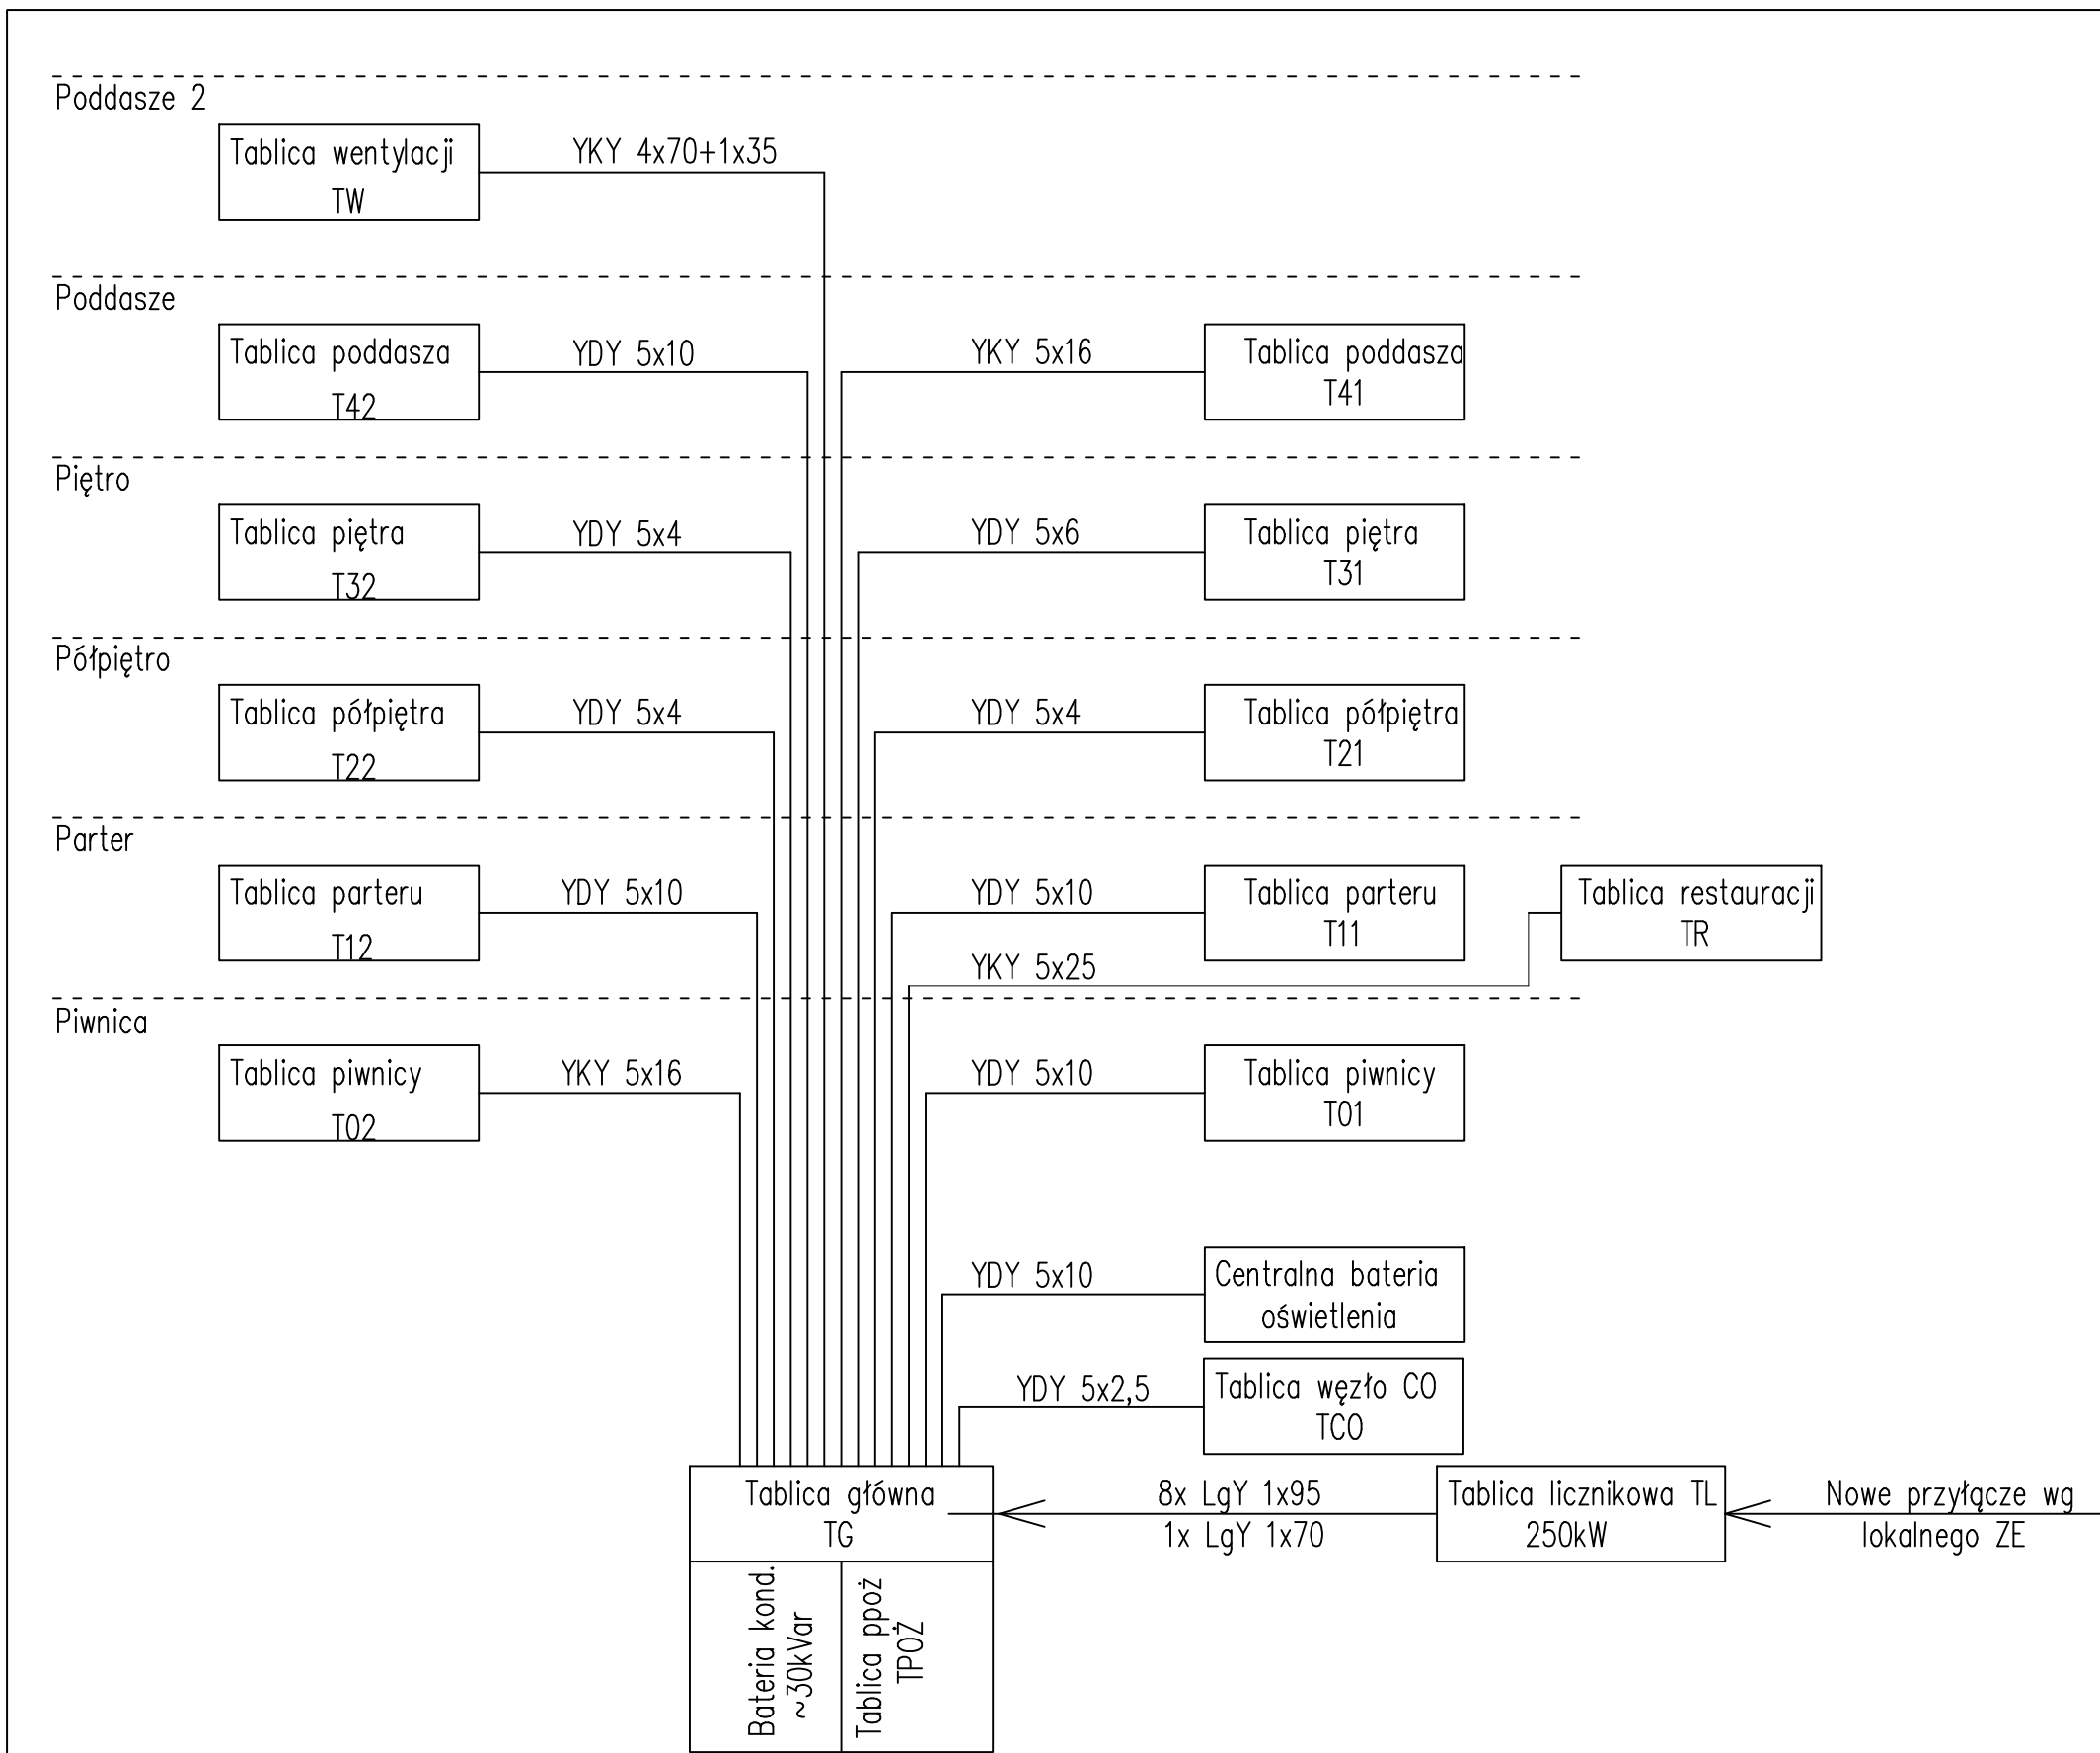 Poddasze 2
Tablica wentylacji
TW
YKY 4x70+1x35
Poddasze
Tablica poddasza
T42
YDY 5x10
YKY 5x16
Tablica poddasza
T41
Piętro
Tablica piętra
T32
YDY 5x4
YDY 5x6
Tablica piętra
T31
Półpiętro
Tablica półpiętra
T22
YDY 5x4
YDY 5x4
Tablica półpiętra
T21
Parter
Tablica parteru
T12
YDY 5x10
YDY 5x10
Tablica parteru
T11
Tablica restauracji
TR
YKY 5x25
Piwnica
Tablica piwnicy
T02
YKY 5x16
YDY 5x10
Tablica piwnicy
T01
YDY 5x10
Centralna bateria
oświetlenia
YDY 5x2,5
Tablica węzło CO
TCO
Tablica główna
TG
8x LgY 1x95
1x LgY 1x70
Tablica licznikowa TL
250kW
Nowe przyłącze wg
lokalnego ZE
Bateria kond.
~30kVar
Tablica ppoż
TPOŻ